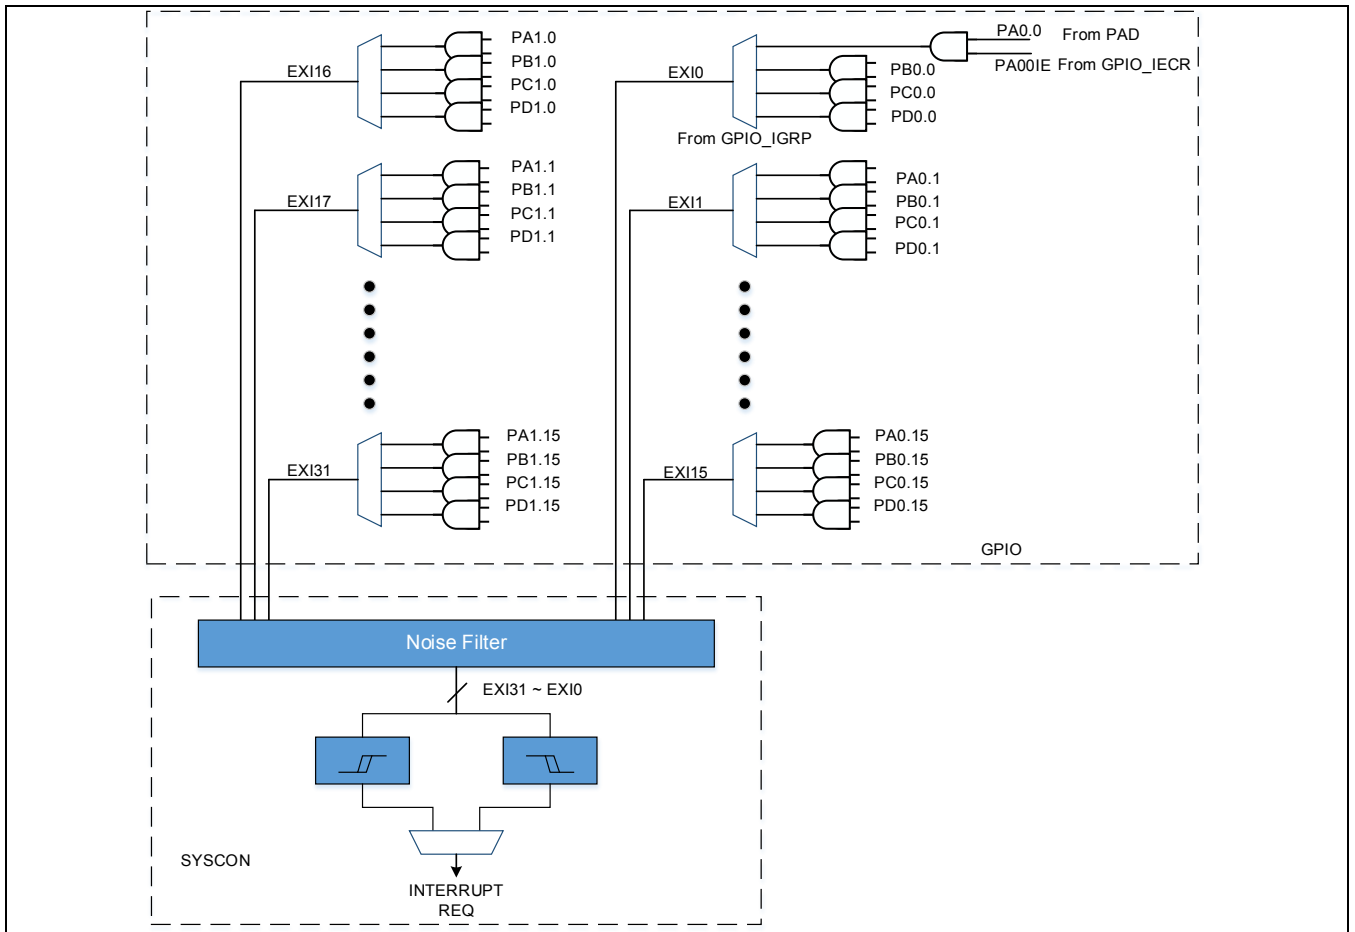 PA1.0
PB1.0
PC1.0
PD1.0
EXI16
PA0.0 From PAD
PA00IE From GPIO_IECR
PB0.0
PC0.0
PD0.0
EXI0
From GPIO_IGRP
PA1.1
PB1.1
PC1.1
PD1.1
EXI17
PA0.1
PB0.1
PC0.1
PD0.1
EXI1
PA1.15
PB1.15
PC1.15
PD1.15
EXI31
PA0.15
PB0.15
PC0.15
PD0.15
EXI15
GPIO
Noise Filter
EXI31 ~ EXI0
SYSCON
INTERRUPT
REQ